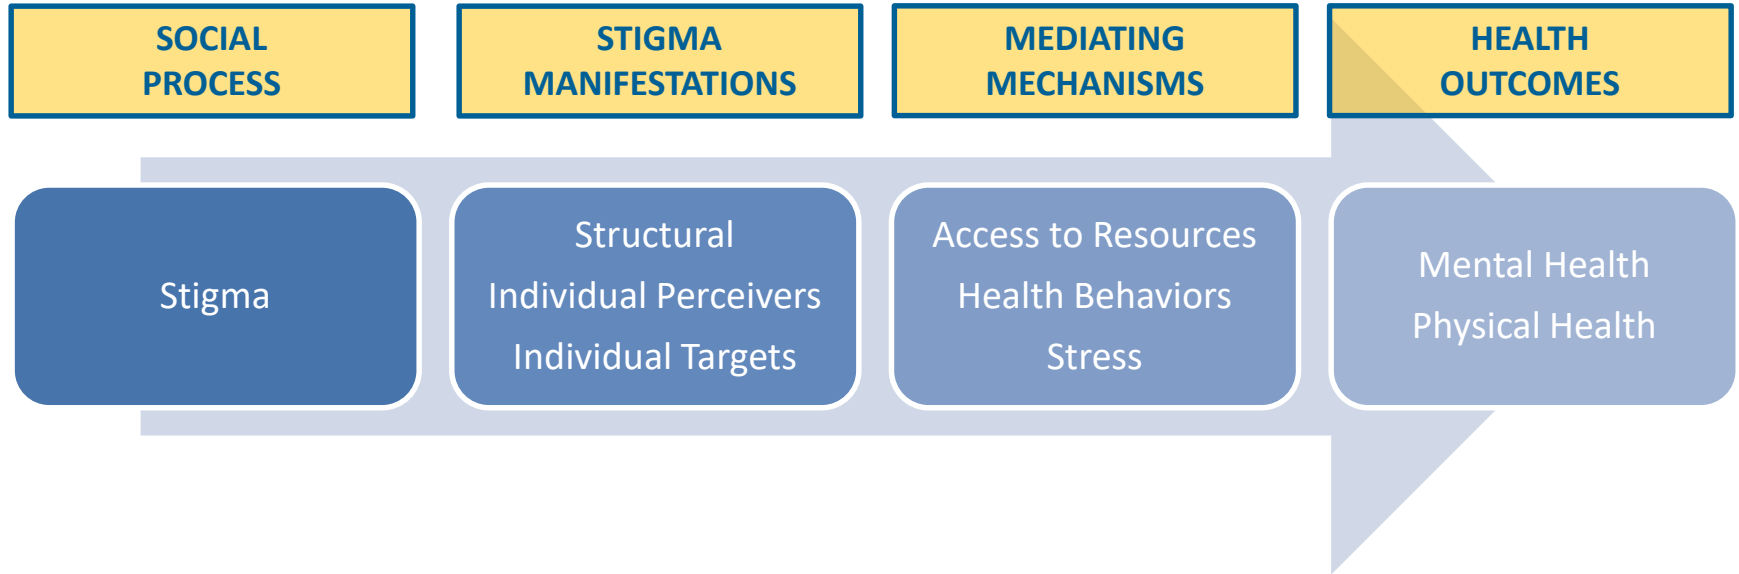 SOCIAL
PROCESS
STIGMA
MANIFESTATIONS
MEDIATING
MECHANISMS
HEALTH
OUTCOMES
Stigma
Structural
Individual Perceivers
Individual Targets
Access to Resources
Health Behaviors
Stress
Mental Health
Physical Health